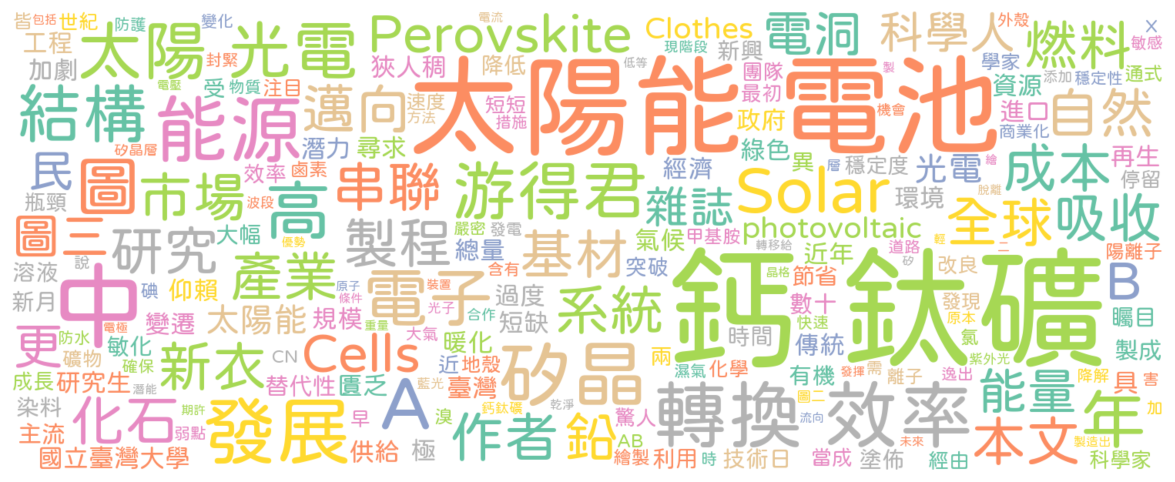 皆 包括 世紀 防護 變化 電流 Clothes 電洞 科學人 外殼 燃料 X 敏感
工程 太陽光電 Perovskite 現階段 新興 學家
加劇 封緊 狹人稠 降低 低等 團隊 製 資源 添加 穩定性 通式
結構 能源 電壓 受 物質 注目 邁向 速度 方法 短短 措施 太陽能電池 最初 機會 進口 自然
矽晶層 潛力 尋求 政府 綠色 商業化
民 圖 市場 效率 鹵素 高 串聯 游得君 經濟 異 層 穩定度 繪 光電 成本 再生 停留
瓶頸 波段 雜誌 Solar 環境 脫離 全球 吸收
圖三 研究 大幅 優勢 製程 嚴密 發電 總量 基材 氣候 甲基胺 photovoltaic 轉移給 近年 道路 矽 輕 二 改良 陽離子
溶液 說 中 碘 仰賴 產業 原子 條件 含有 裝置 電子 突破 鈣鈦礦 晶格 節省 發現 原本 B
新月 更 電極 變遷 太陽能 規模 光子 合作 重量 過度 短缺 系統 數十 快速 時間 傳統 氯 紫外光 矚目
防水 礦物 確保 敏化 新衣 CN Cells 大氣 暖化 近 地殼 矽晶 兩 濕氣 化學 有機 發揮 需 離子 逸出 製成
成長 研究生 潛能 替代性 匱乏 藍光 臺灣 乾淨 轉換效率 圖二 能量 降解 具 害
染料 化石 期許 發展 早 A 鈣鈦礦 溴 作者 鉛 驚人 流向 年 加
主流 弱點 供給 極 AB 未來 本文 製造出
國立臺灣大學 繪製 利用 時 技術日 當成 塗佈 經由 科學家